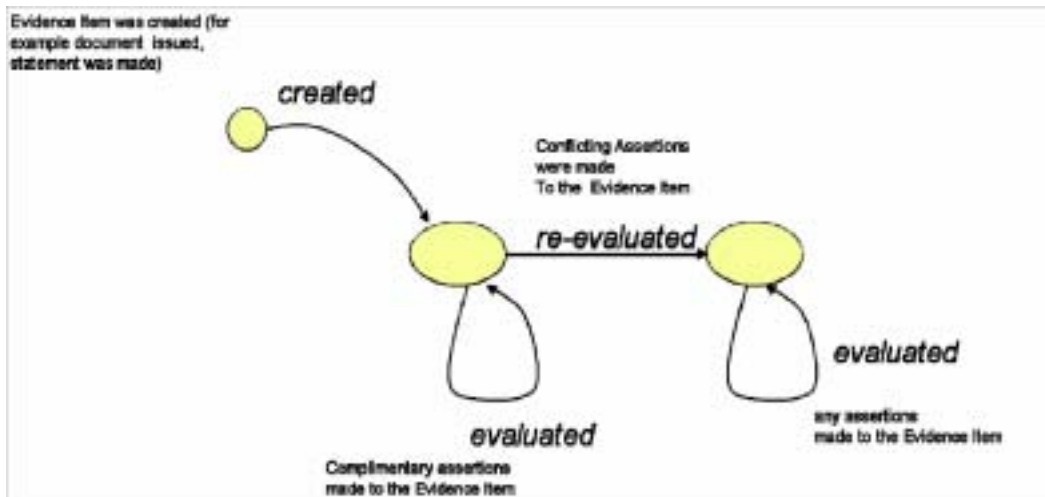 Evidence Item was created (for
example document issued,
statement was made)
created
Conflicting Assertions
were made
To the Evidence Item
re-evaluated
evaluated
any assertions
made to the Evidence Item
evaluated
Complimentary assertions
made to the Evidence Item